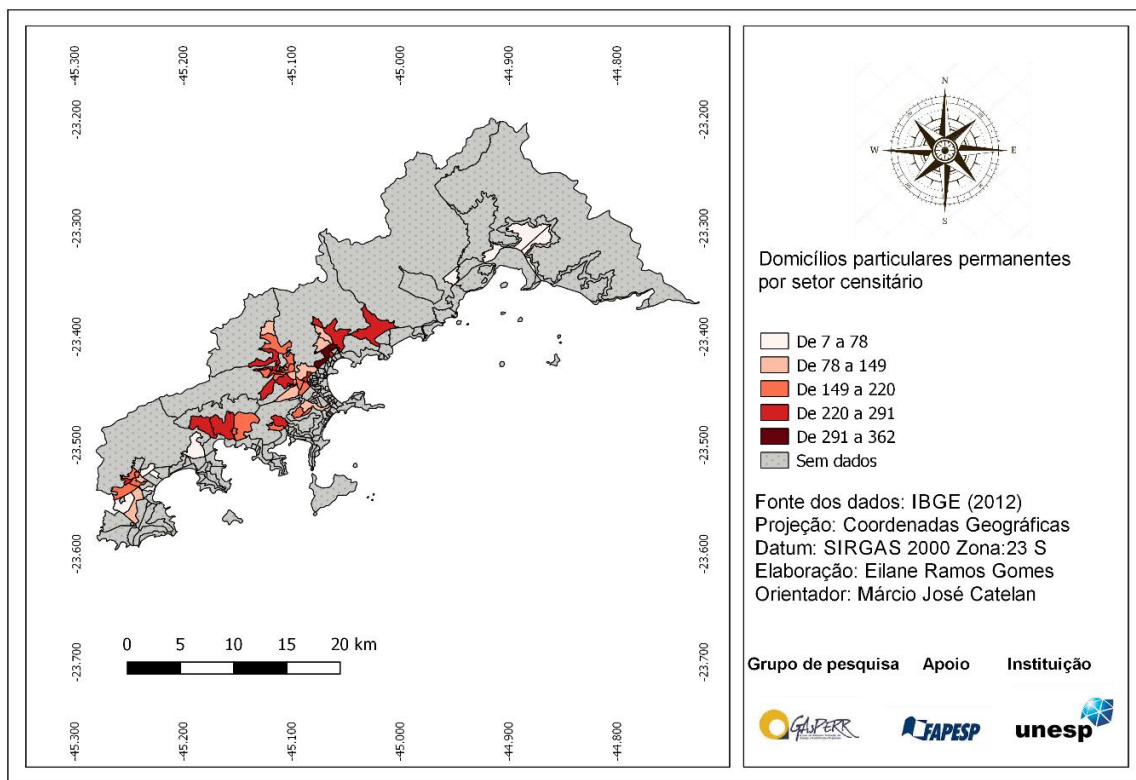 -45.300
-45.200
-45.100
-45.000
-44.900
-44.800
-23.200
-23.200
-23.300
-23.300
-23.400
-23.400
-23.500
-23.500
-23.600
-23.600
-23.700
-23.700
0 5 10 15 20 km
-45.300
-45.200
-45.100
-45.000
-44.900
-44.800
N
W
E
S
Domicílios particulares permanentes
por setor censitário
De 7 a 78
De 78 a 149
De 149 a 220
De 220 a 291
De 291 a 362
Sem dados
Fonte dos dados: IBGE (2012)
Projeção: Coordenadas Geográficas
Datum: SIRGAS 2000 Zona:23 S
Elaboração: Eilane Ramos Gomes
Orientador: Márcio José Catelan
Grupo de pesquisa Apoio Instituição
GAsPERR FAPESP unesp